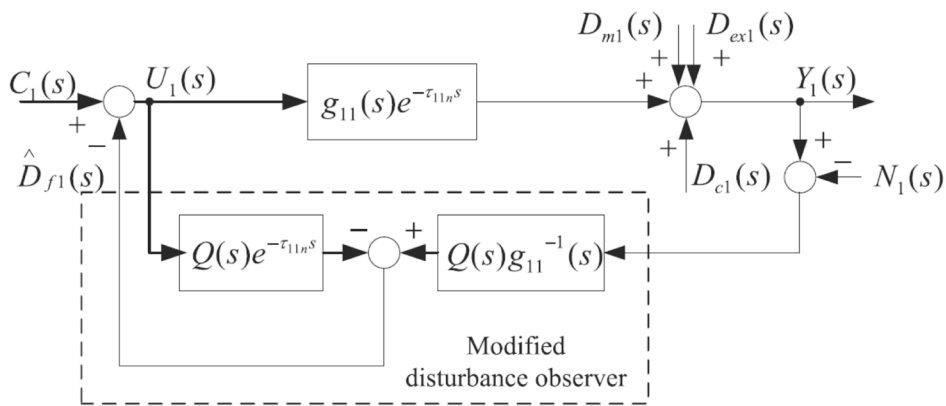 D_{m1}(s) D_{ex1}(s)
C_1(s) U_1(s) + + + Y_1(s)
g_{11}(s)e^{-τ_{11n}s}
+ − + +
\hat{D}_{f1}(s) D_{c1}(s) − N_1(s)
− +
Q(s)e^{-τ_{11n}s} Q(s)g_{11}^{-1}(s)
Modified
disturbance observer